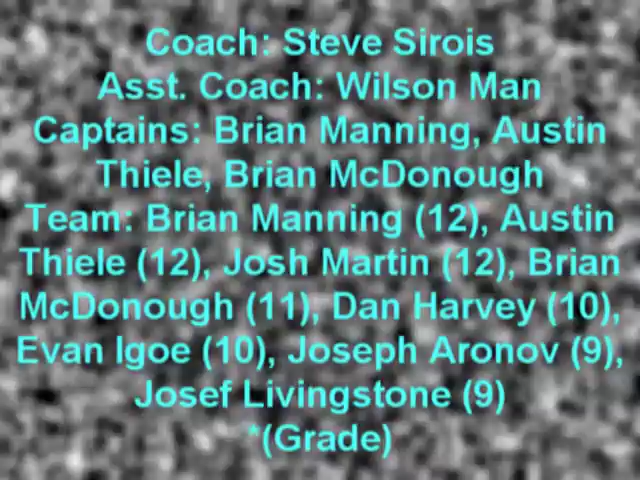 Coach: Steve Sirois
Asst. Coach: Wilson Man
Captains: Brian Manning, Austin
Thiele, Brian McDonough
Team: Brian Manning (12), Austin
Thiele (12), Josh Martin (12), Brian
McDonough (11), Dan Harvey (10),
Evan Igoe (10), Joseph Aronov (9),
Josef Livingstone (9)
*(Grade)